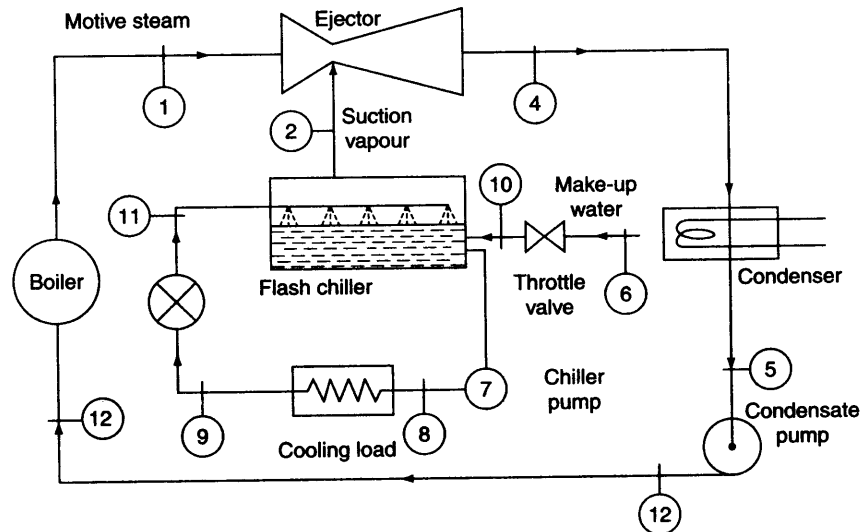 Motive steam
Ejector
1
4
2
Suction
vapour
10
Make-up
water
11
Boiler
Flash chiller
Throttle
valve
6
Condenser
12
9
8
7
Chiller
pump
5
Cooling load
Condensate
pump
12